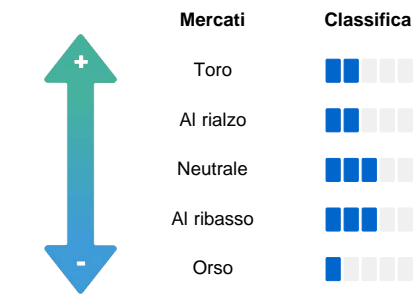 Mercati Classifica
+
Toro
Al rialzo
Neutrale
Al ribasso
-
Orso